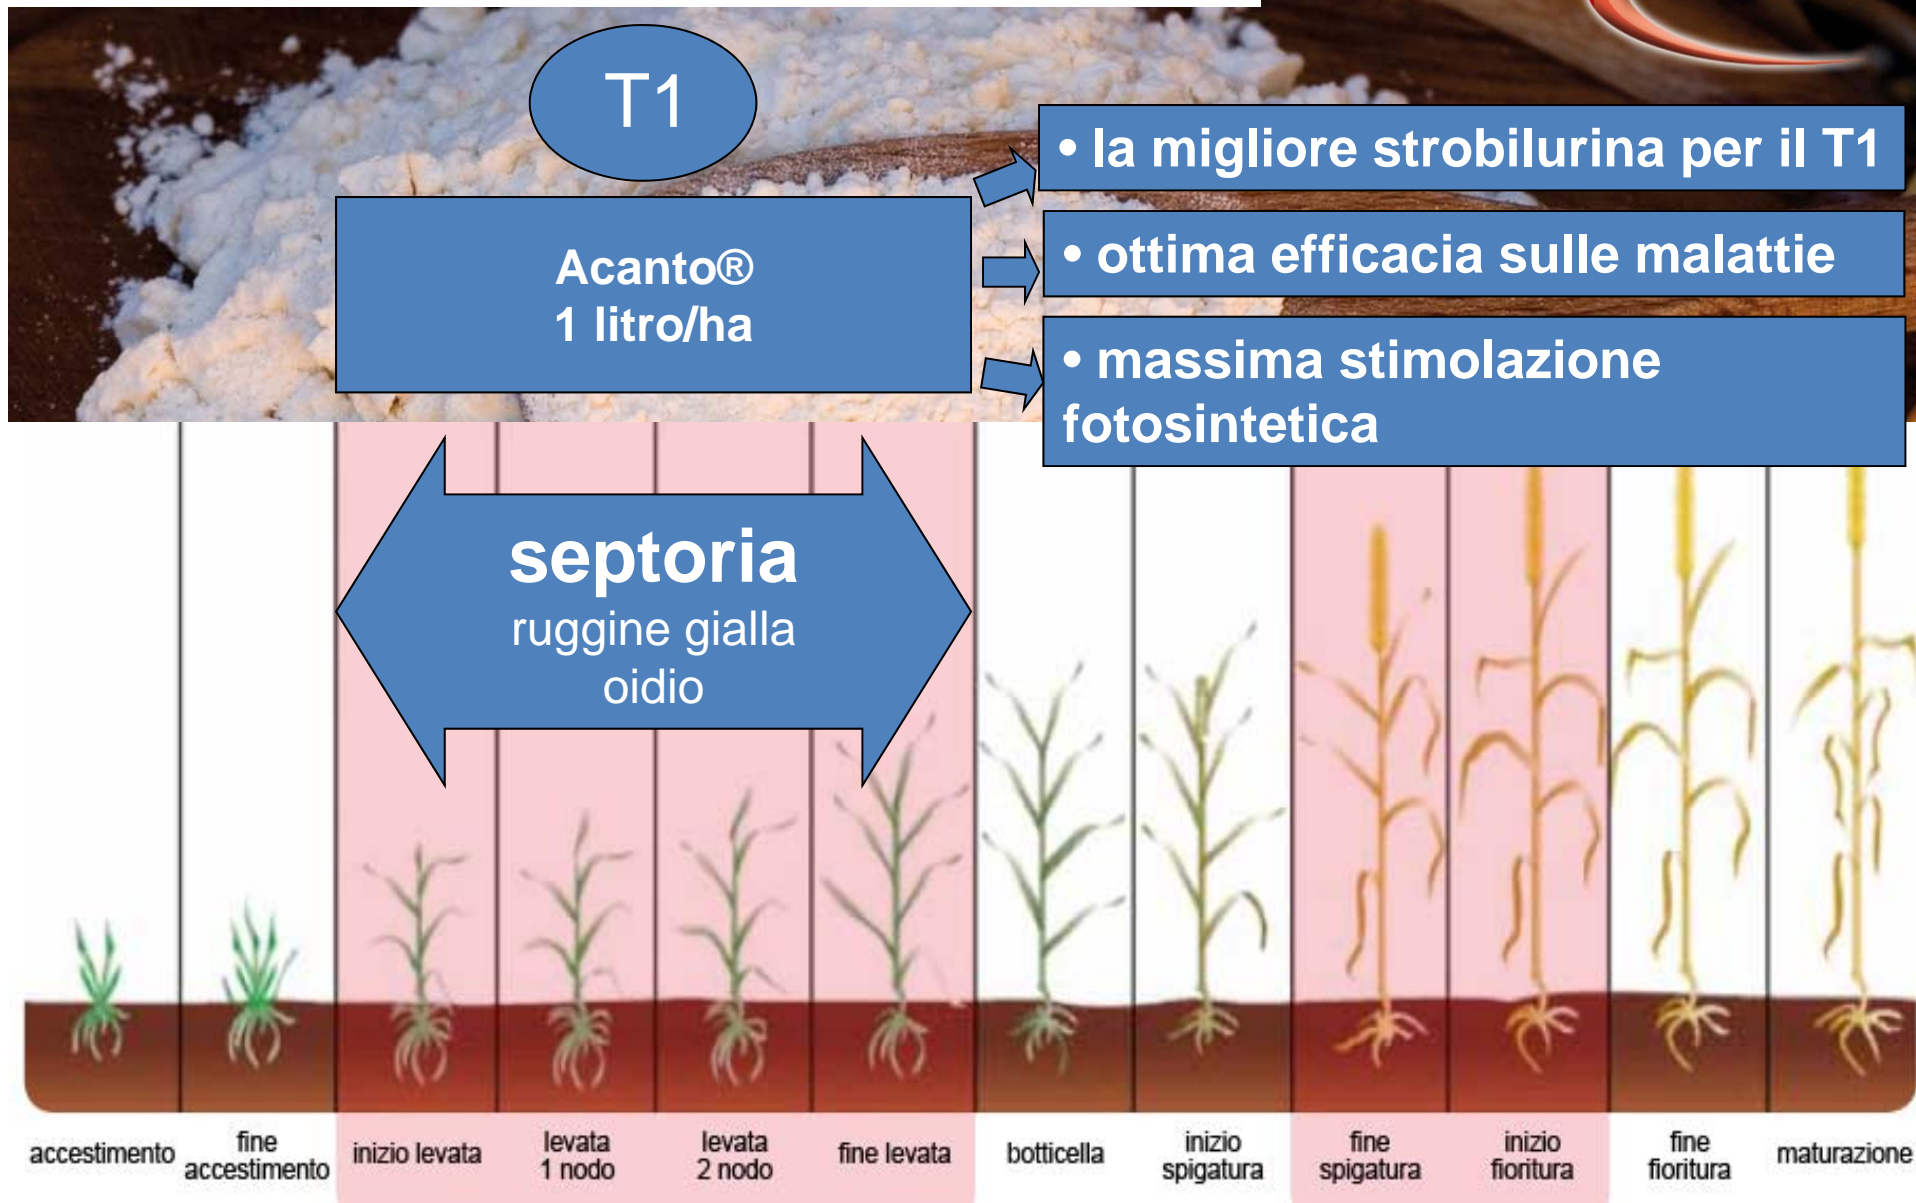 T1
Acanto®
1 litro/ha
• la migliore strobilurina per il T1
• ottima efficacia sulle malattie
• massima stimolazione
fotosintetica
septoria
ruggine gialla
oidio
accestimento
fine
accestimento
inizio levata
levata
1 nodo
levata
2 nodo
fine levata
botticella
inizio
spigatura
fine
spigatura
inizio
fioritura
fine
fioritura
maturazione